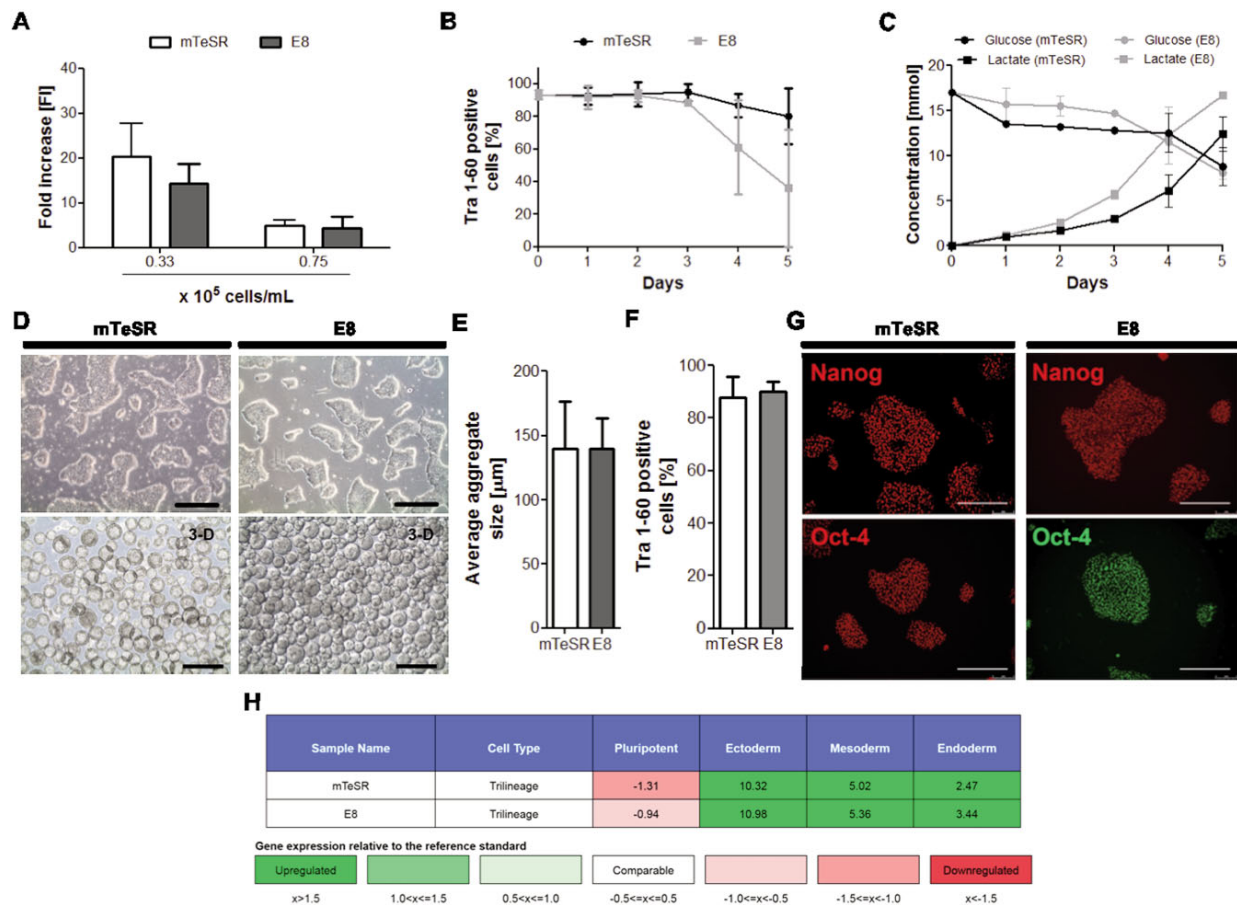 A
mTeSR
E8
Fold increase [FI]
40
30
20
10
0
0.33
0.75
x 10⁵ cells/mL
B
mTeSR
E8
Tra 1-60 positive
cells [%]
100
80
60
40
20
0
0
1
2
3
4
5
Days
C
Glucose (mTeSR)
Glucose (E8)
Lactate (mTeSR)
Lactate (E8)
Concentration [mmol]
20
15
10
5
0
0
1
2
3
4
5
Days
D
mTeSR
E8
3-D
3-D
E
Average aggregate
size [µm]
200
150
100
50
0
mTeSR E8
F
Tra 1-60 positive
cells [%]
100
80
60
40
20
0
mTeSR E8
G
mTeSR
E8
Nanog
Nanog
Oct-4
Oct-4
H
Sample Name Cell Type Pluripotent Ectoderm Mesoderm Endoderm
mTeSR Trilineage -1.31 10.32 5.02 2.47
E8 Trilineage -0.94 10.98 5.36 3.44
Gene expression relative to the reference standard
Upregulated Comparable Downregulated
x>1.5 1.0<x<=1.5 0.5<x<=1.0 -0.5<=x<=0.5 -1.0<=x<-0.5 -1.5<=x<-1.0 x<-1.5